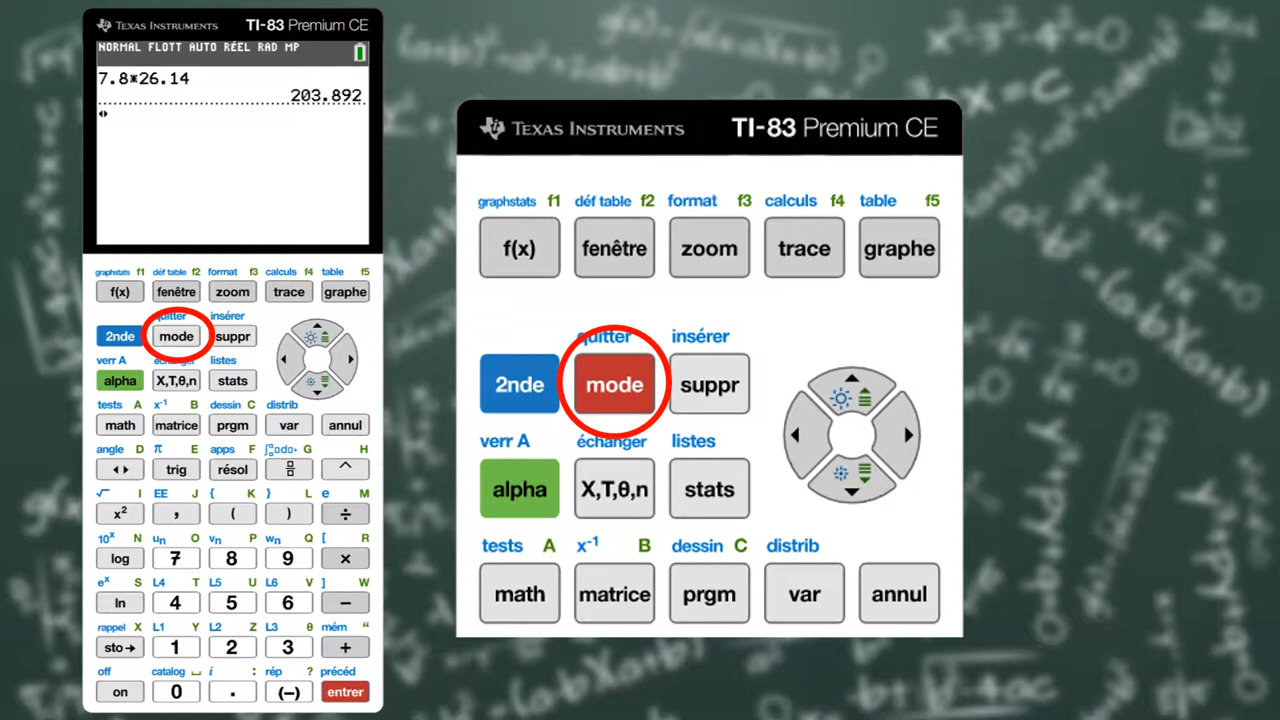 TEXAS INSTRUMENTS TI-83 Premium CE
NORMAL FLOTT AUTO RÉEL RAD MP
7.8*26.14
203.892
graphstats f1 déf table f2 format f3 calculs f4 table f5
f(x) fenêtre zoom trace graphe
quitter insérer
2nde mode suppr
verr A échanger listes
alpha X,T,θ,n stats
tests A x⁻¹ B dessin C distrib
math matrice prgm var annul
angle D π E apps F G H
trig résol ^
√ I EE J { K } L e M
x² , ( ) ÷
10ˣ N uₙ O vₙ P wₙ Q [ R
log 7 8 9 ×
eˣ S L4 T L5 U L6 V ] W
ln 4 5 6 −
rappel X L1 Y L2 Z L3 θ mém “
sto→ 1 2 3 +
off catalog i : rép ? précéd
on 0 . (−) entrer
TEXAS INSTRUMENTS TI-83 Premium CE
graphstats f1 déf table f2 format f3 calculs f4 table f5
f(x) fenêtre zoom trace graphe
quitter insérer
2nde mode suppr
verr A échanger listes
alpha X,T,θ,n stats
tests A x⁻¹ B dessin C distrib
math matrice prgm var annul